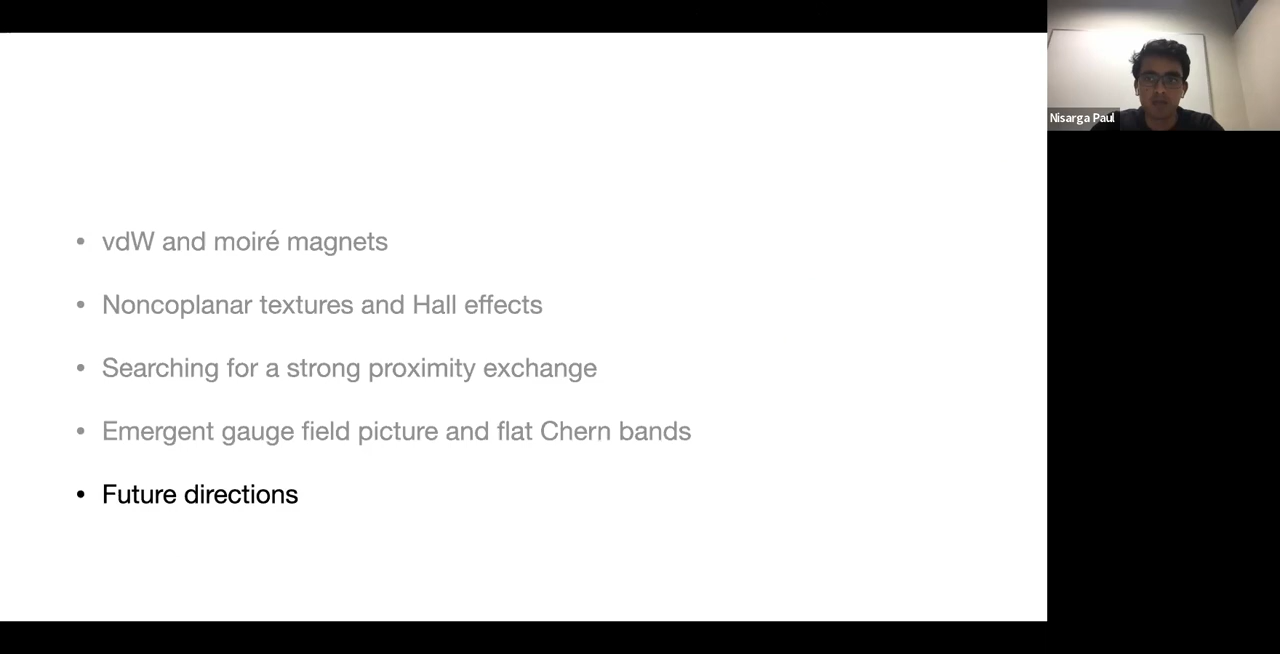 • vdW and moiré magnets
• Noncoplanar textures and Hall effects
• Searching for a strong proximity exchange
• Emergent gauge field picture and flat Chern bands
• Future directions
Nisarga Paul